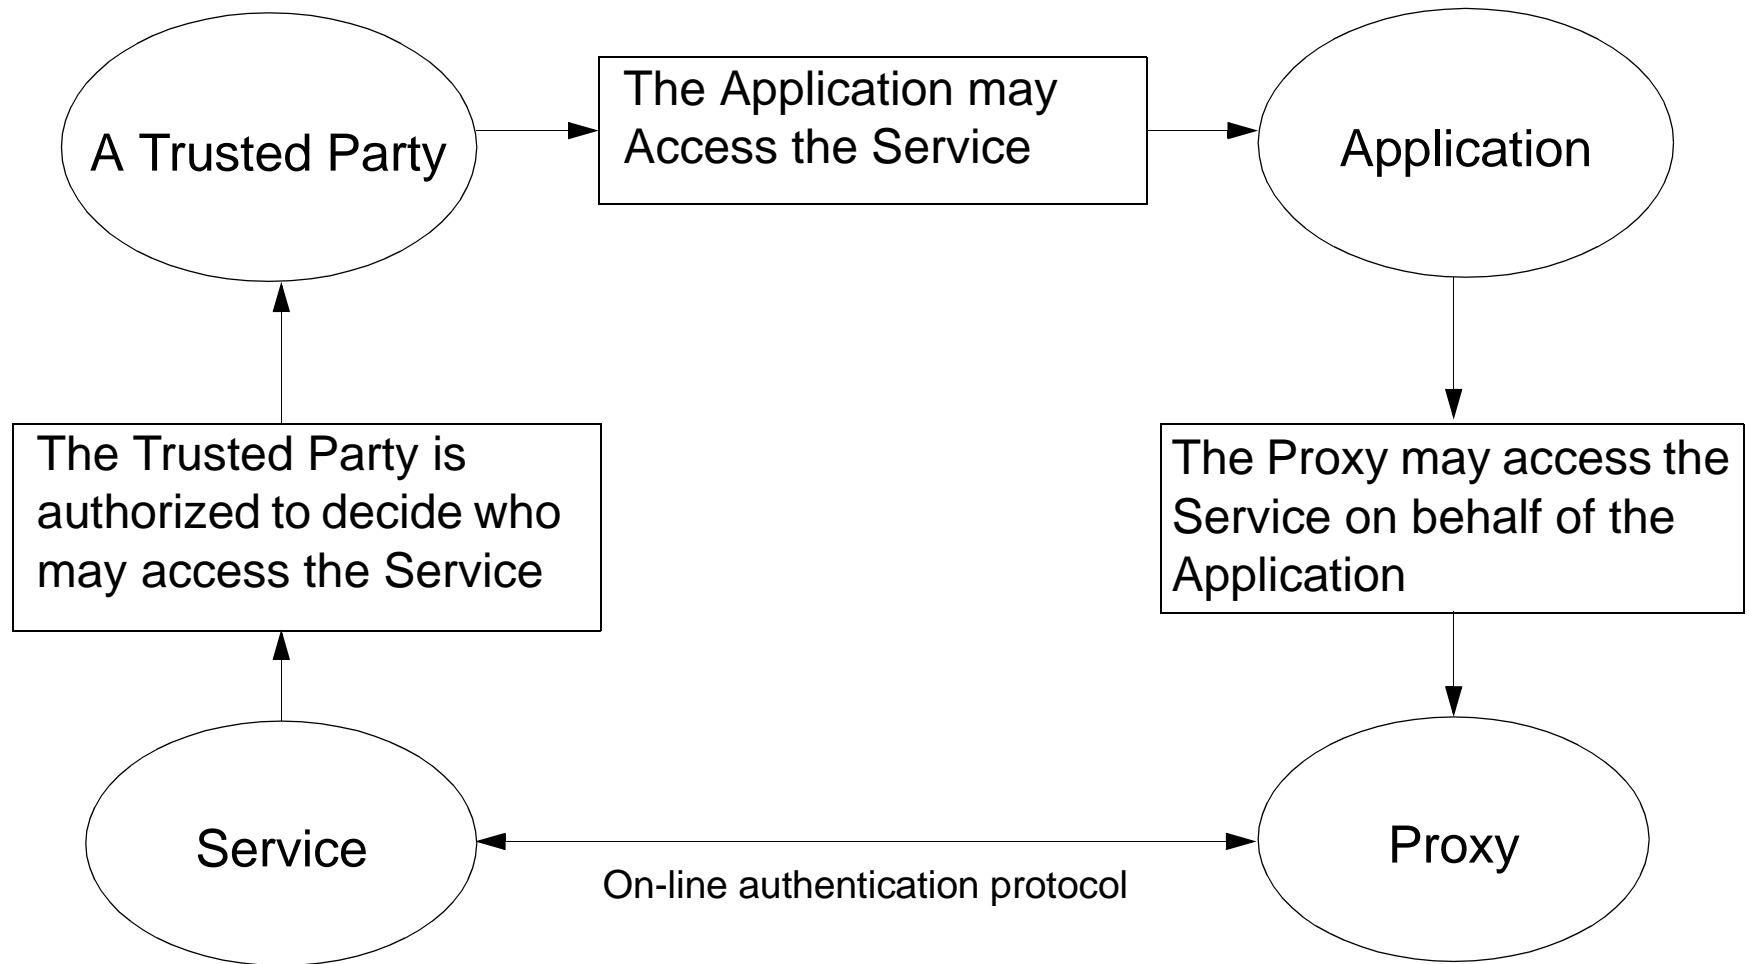 A Trusted Party
The Application may
Access the Service
Application
The Trusted Party is
authorized to decide who
may access the Service
The Proxy may access the
Service on behalf of the
Application
Service
On-line authentication protocol
Proxy